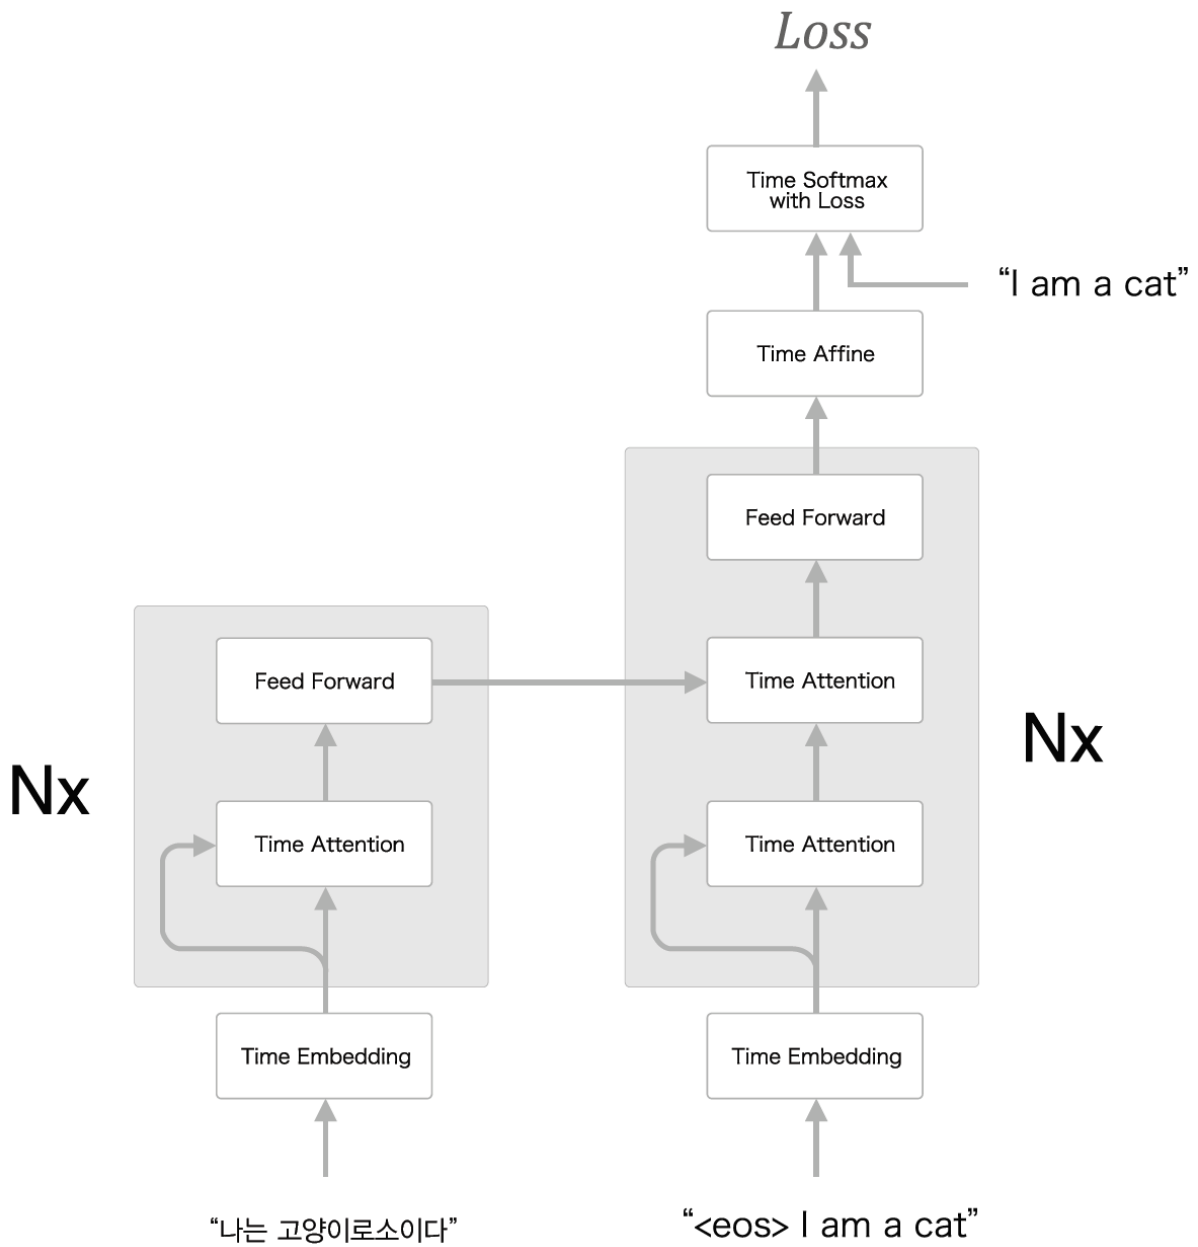 Loss
Time Softmax
with Loss
“I am a cat”
Time Affine
Feed Forward
Feed Forward
Time Attention
Nx
Nx
Time Attention
Time Attention
Time Embedding
Time Embedding
“나는 고양이로소이다”
“<eos> I am a cat”